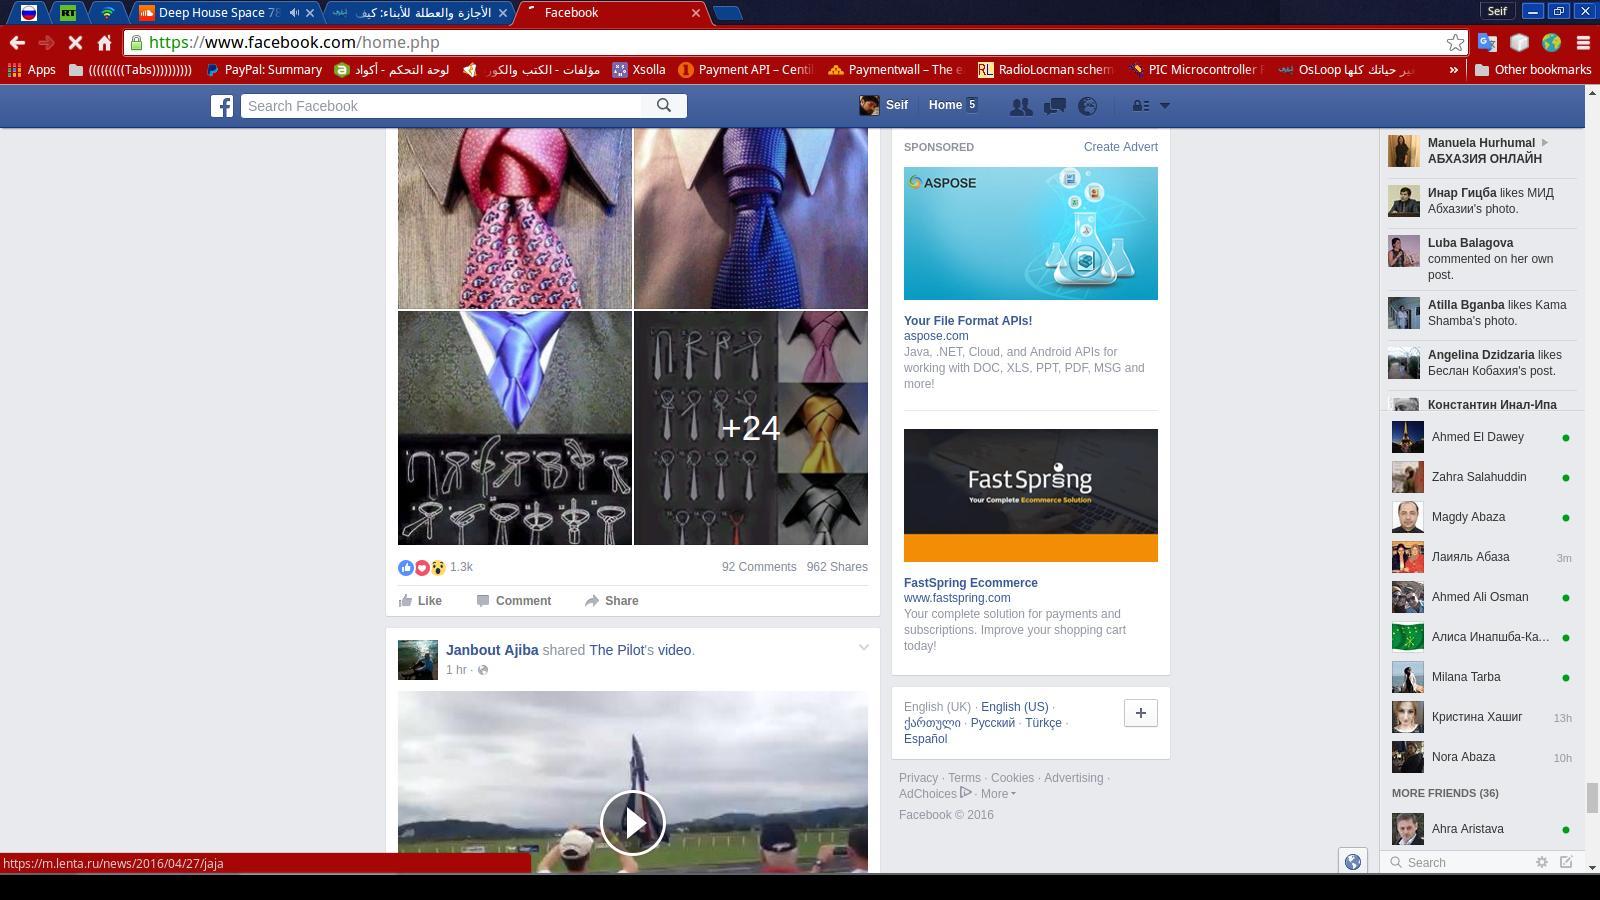 Deep House Space 78
الأجازة والعطلة للأبناء: كيف
Facebook
Seif
https://www.facebook.com/home.php
Apps
(((((((((Tabs))))))))))
PayPal: Summary
لوحة التحكم - أكواد
مؤلفات - الكتب والكور
Xsolla
Payment API – Centi
Paymentwall – The e
RadioLocman schem
PIC Microcontroller F
OsLoop غير حياتك كلها
»
Other bookmarks
Search Facebook
Seif
Home 5
SPONSORED
Create Advert
ASPOSE
Your File Format APIs!
aspose.com
Java, .NET, Cloud, and Android APIs for
working with DOC, XLS, PPT, PDF, MSG and
more!
FastSpring
Your Complete Ecommerce Solution
FastSpring Ecommerce
www.fastspring.com
Your complete solution for payments and
subscriptions. Improve your shopping cart
today!
English (UK) · English (US) ·
ქართული · Русский · Türkçe ·
Español
+
Privacy · Terms · Cookies · Advertising ·
AdChoices · More
Facebook © 2016
+24
1.3k
92 Comments 962 Shares
Like
Comment
Share
Janbout Ajiba shared The Pilot's video.
1 hr ·
Manuela Hurhumal
АБХАЗИЯ ОНЛАЙН
Инар Гицба likes МИД
Абхазии's photo.
Luba Balagova
commented on her own
post.
Atilla Bganba likes Kama
Shamba's photo.
Angelina Dzidzaria likes
Беслан Кобахия's post.
Константин Инал-Ипа
Ahmed El Dawey
Zahra Salahuddin
Magdy Abaza
Лаияль Абаза 3m
Ahmed Ali Osman
Алиса Инапшба-Ка...
Milana Tarba
Кристина Хашиг 13h
Nora Abaza 10h
MORE FRIENDS (36)
Ahra Aristava
Search
https://m.lenta.ru/news/2016/04/27/jaja